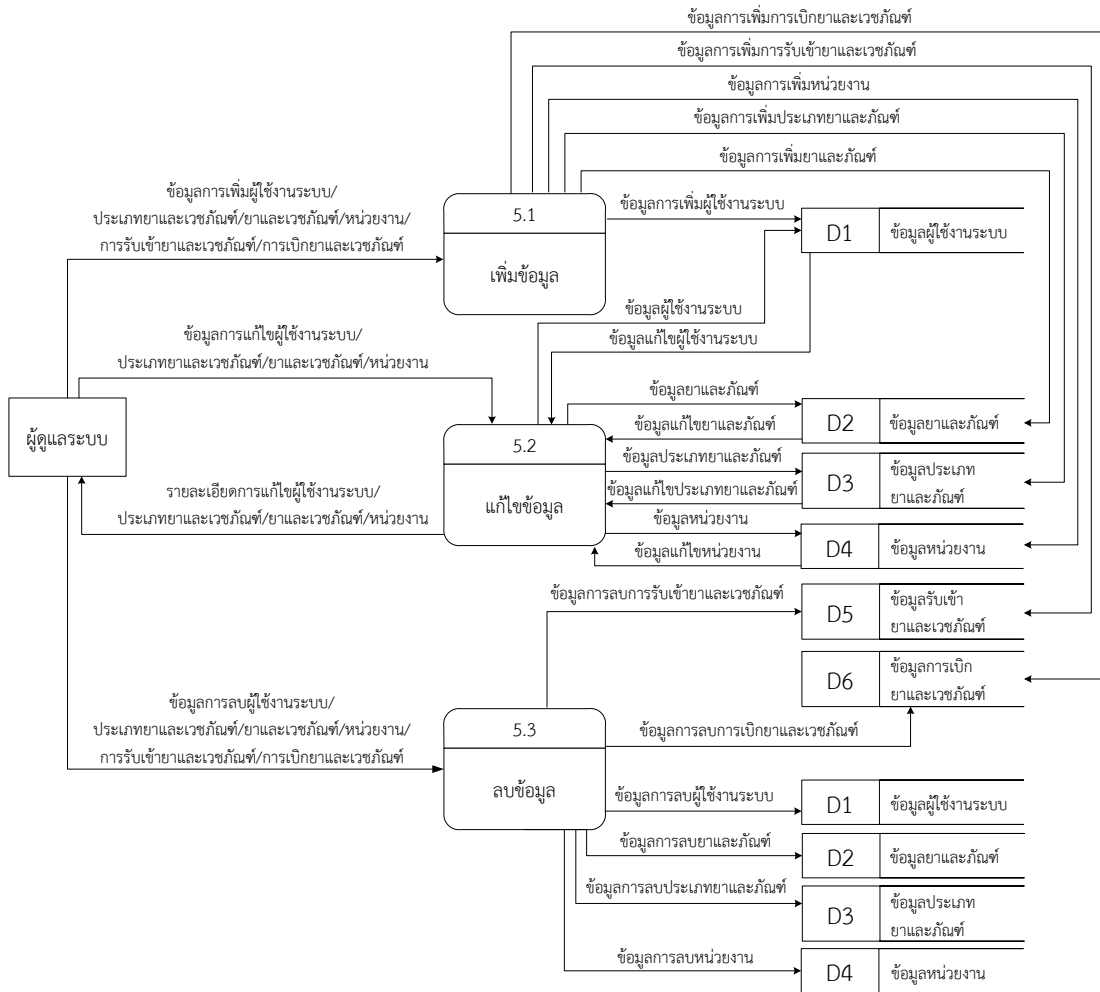 ข้อมูลการเพิ่มการเบิกยาและเวชภัณฑ์
ข้อมูลการเพิ่มการรับเข้ายาและเวชภัณฑ์
ข้อมูลการเพิ่มหน่วยงาน
ข้อมูลการเพิ่มประเภทยาและภัณฑ์
ข้อมูลการเพิ่มยาและภัณฑ์
ข้อมูลการเพิ่มผู้ใช้งานระบบ/
ประเภทยาและเวชภัณฑ์/ยาและเวชภัณฑ์/หน่วยงาน/
การรับเข้ายาและเวชภัณฑ์/การเบิกยาและเวชภัณฑ์
5.1
เพิ่มข้อมูล
ข้อมูลการเพิ่มผู้ใช้งานระบบ
D1
ข้อมูลผู้ใช้งานระบบ
ข้อมูลผู้ใช้งานระบบ
ข้อมูลแก้ไขผู้ใช้งานระบบ
ข้อมูลการแก้ไขผู้ใช้งานระบบ/
ประเภทยาและเวชภัณฑ์/ยาและเวชภัณฑ์/หน่วยงาน
ผู้ดูแลระบบ
5.2
แก้ไขข้อมูล
รายละเอียดการแก้ไขผู้ใช้งานระบบ/
ประเภทยาและเวชภัณฑ์/ยาและเวชภัณฑ์/หน่วยงาน
ข้อมูลยาและภัณฑ์
ข้อมูลแก้ไขยาและภัณฑ์
ข้อมูลประเภทยาและภัณฑ์
ข้อมูลแก้ไขประเภทยาและภัณฑ์
ข้อมูลหน่วยงาน
ข้อมูลแก้ไขหน่วยงาน
D2
ข้อมูลยาและภัณฑ์
D3
ข้อมูลประเภท
ยาและภัณฑ์
D4
ข้อมูลหน่วยงาน
ข้อมูลการลบการรับเข้ายาและเวชภัณฑ์
D5
ข้อมูลรับเข้า
ยาและเวชภัณฑ์
D6
ข้อมูลการเบิก
ยาและเวชภัณฑ์
ข้อมูลการลบผู้ใช้งานระบบ/
ประเภทยาและเวชภัณฑ์/ยาและเวชภัณฑ์/หน่วยงาน/
การรับเข้ายาและเวชภัณฑ์/การเบิกยาและเวชภัณฑ์
5.3
ลบข้อมูล
ข้อมูลการลบการเบิกยาและเวชภัณฑ์
ข้อมูลการลบผู้ใช้งานระบบ
D1
ข้อมูลผู้ใช้งานระบบ
ข้อมูลการลบยาและภัณฑ์
D2
ข้อมูลยาและภัณฑ์
ข้อมูลการลบประเภทยาและภัณฑ์
D3
ข้อมูลประเภท
ยาและภัณฑ์
ข้อมูลการลบหน่วยงาน
D4
ข้อมูลหน่วยงาน